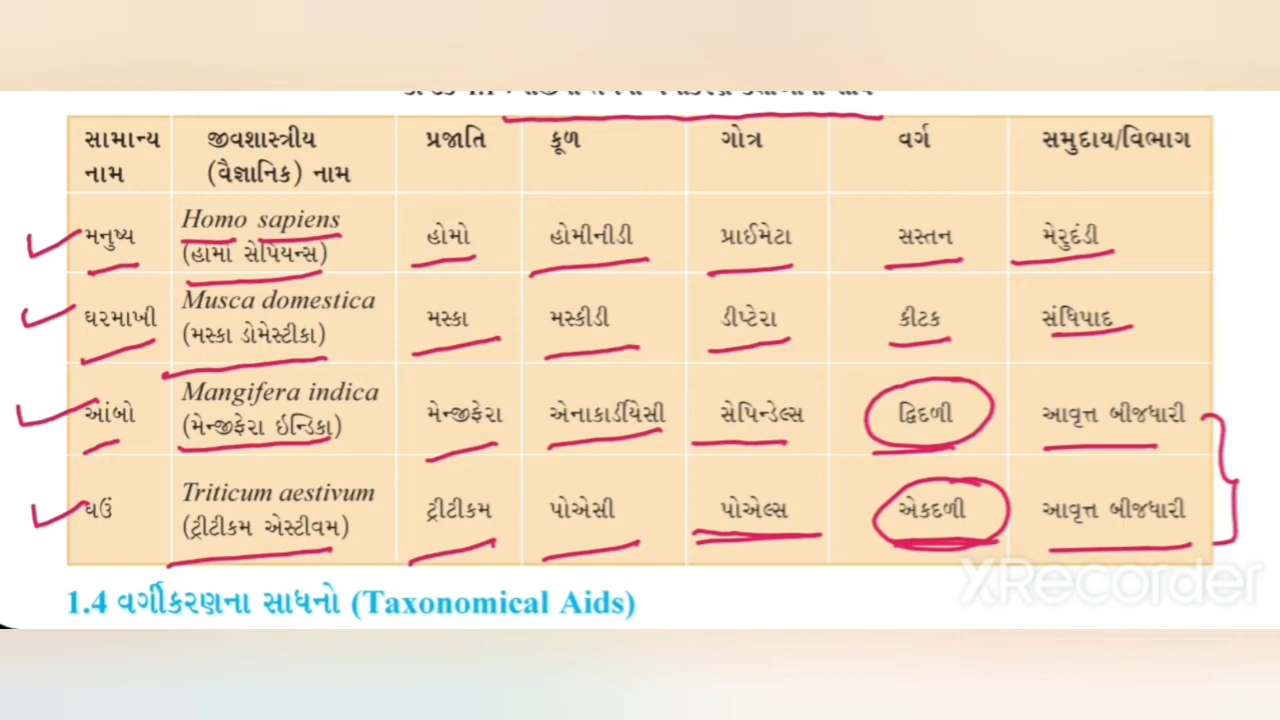 સામાન્ય નામ | જીવશાસ્ત્રીય (વૈજ્ઞાનિક) નામ | પ્રજાતિ | કૂળ | ગોત્ર | વર્ગ | સમુદાય/વિભાગ
મનુષ્ય | Homo sapiens (હોમો સેપિયન્સ) | હોમો | હોમીનીડી | પ્રાઈમેટા | સસ્તન | મેરુદંડી
ઘરમાખી | Musca domestica (મસ્કા ડોમેસ્ટીકા) | મસ્કા | મસ્કીડી | ડીપ્ટેરા | કીટક | સંધિપાદ
આંબો | Mangifera indica (મેન્જીફેરા ઇન્ડિકા) | મેન્જીફેરા | એનાકાર્ડીયેસી | સેપિન્ડેલ્સ | દ્વિદળી | આવૃત્ત બીજધારી
ઘઉં | Triticum aestivum (ટ્રીટીકમ એસ્ટીવમ) | ટ્રીટીકમ | પોએસી | પોએલ્સ | એકદળી | આવૃત્ત બીજધારી
XRecorder
1.4 વર્ગીકરણના સાધનો (Taxonomical Aids)